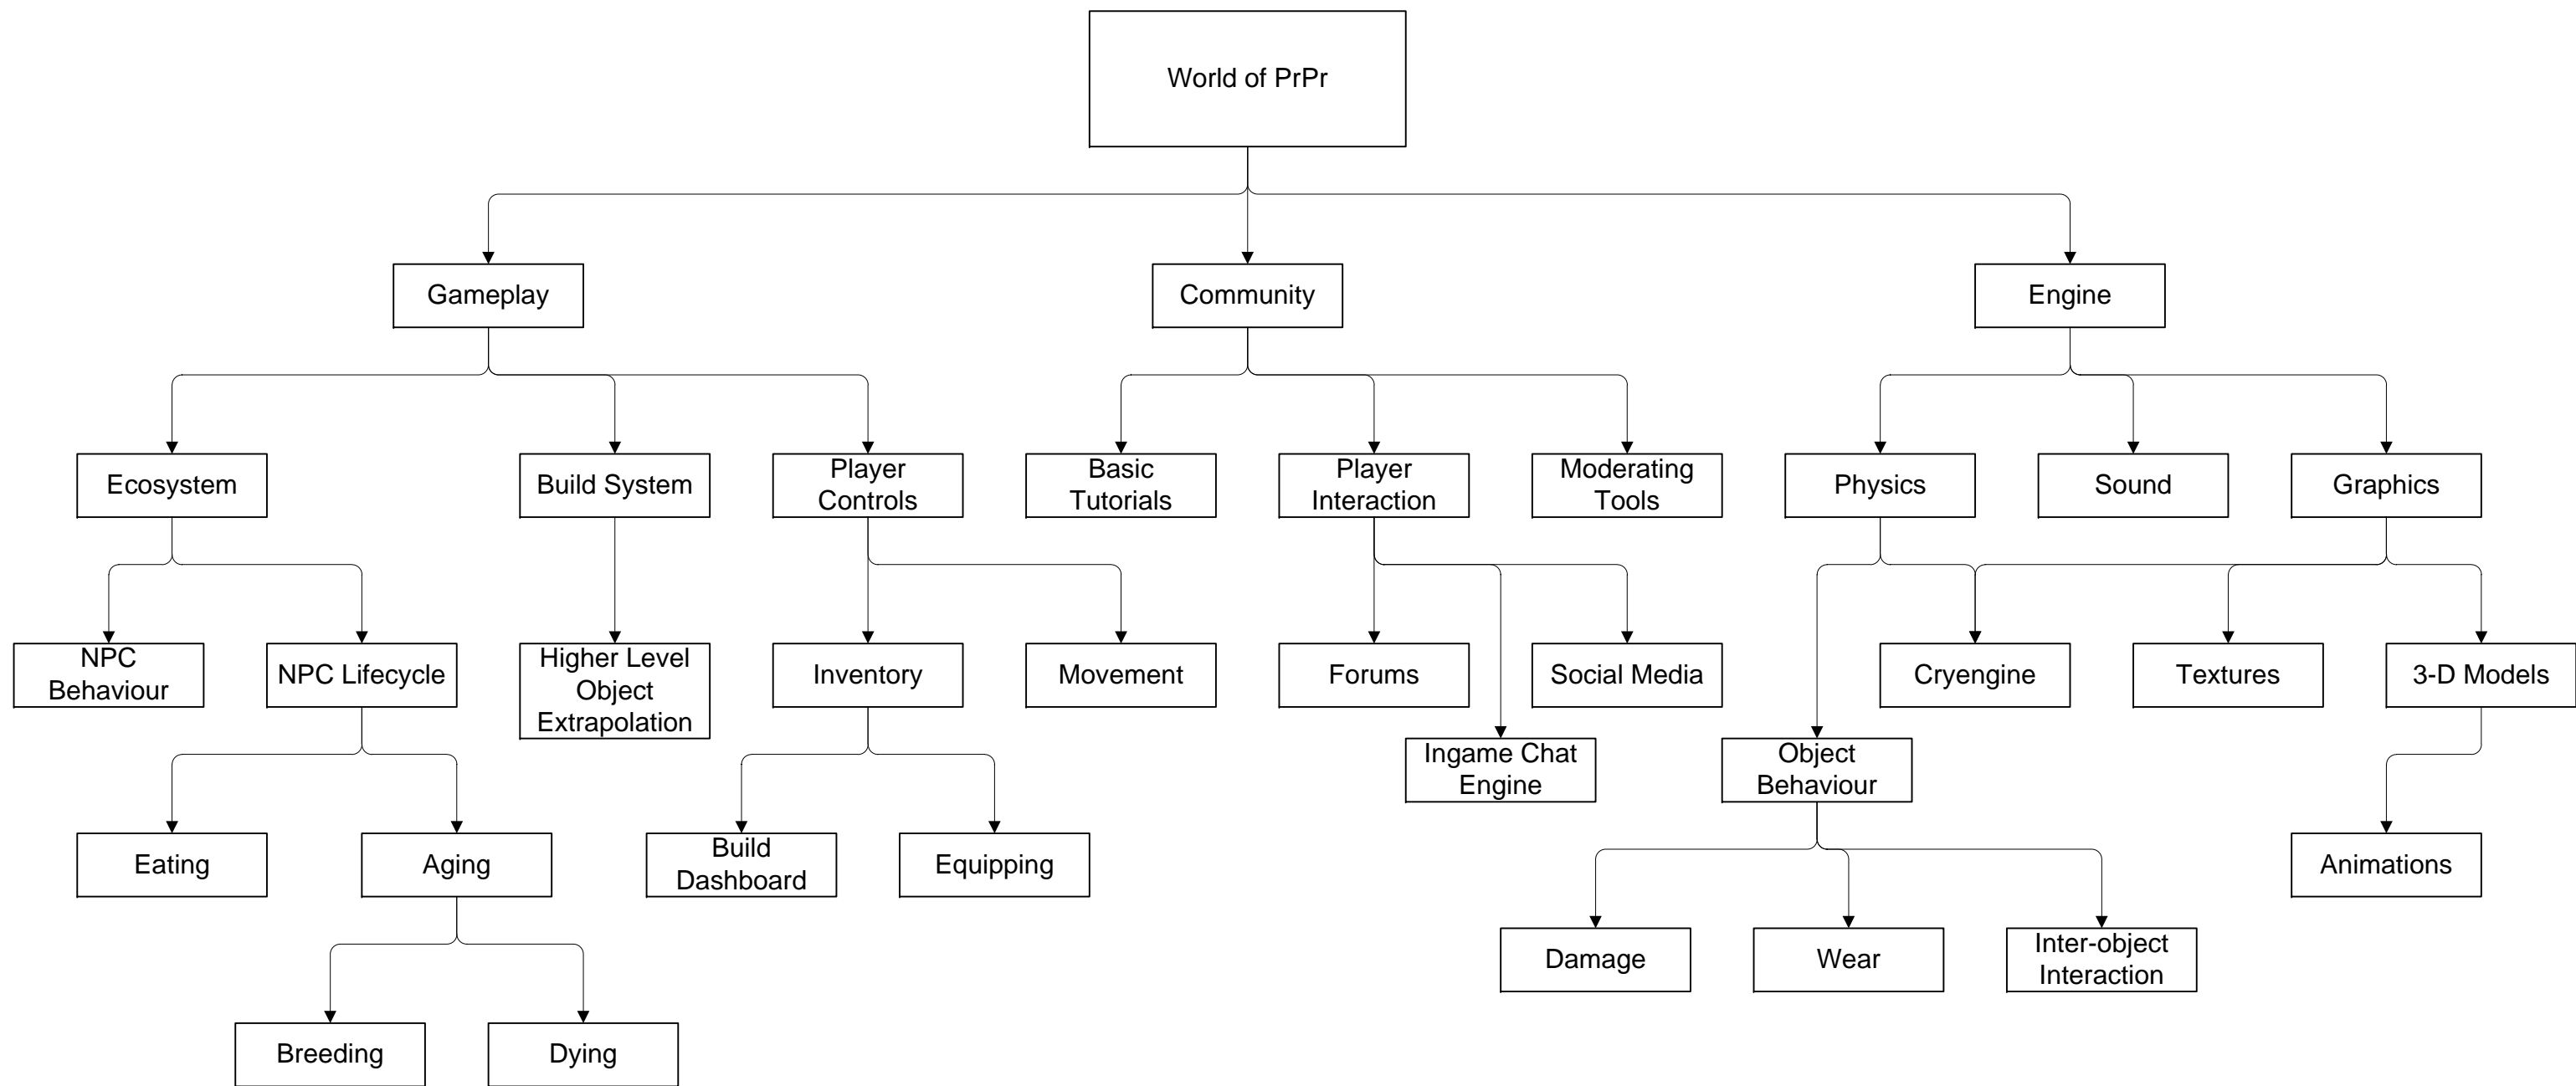 World of PrPr
Gameplay
Community
Engine
Ecosystem
Build System
Player
Controls
Basic
Tutorials
Player
Interaction
Moderating
Tools
Physics
Sound
Graphics
NPC
Behaviour
NPC Lifecycle
Higher Level
Object
Extrapolation
Inventory
Movement
Forums
Social Media
Cryengine
Textures
3-D Models
Ingame Chat
Engine
Object
Behaviour
Eating
Aging
Build
Dashboard
Equipping
Animations
Damage
Wear
Inter-object
Interaction
Breeding
Dying